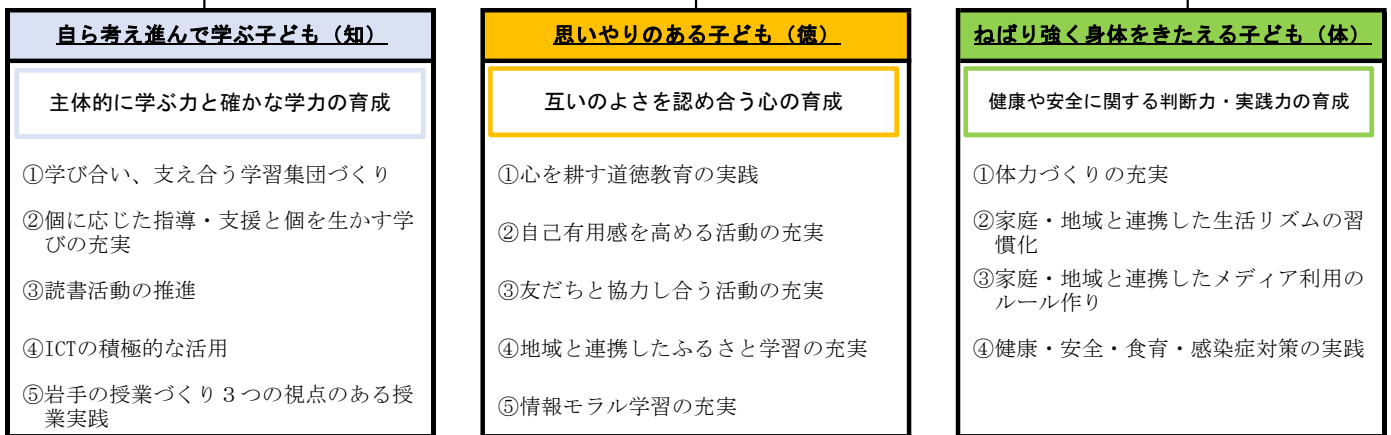 自ら考え進んで学ぶ子ども（知）
主体的に学ぶ力と確かな学力の育成
①学び合い、支え合う学習集団づくり
②個に応じた指導・支援と個を生かす学
びの充実
③読書活動の推進
④ICTの積極的な活用
⑤岩手の授業づくり３つの視点のある授
業実践
思いやりのある子ども（徳）
互いのよさを認め合う心の育成
①心を耕す道徳教育の実践
②自己有用感を高める活動の充実
③友だちと協力し合う活動の充実
④地域と連携したふるさと学習の充実
⑤情報モラル学習の充実
ねばり強く身体をきたえる子ども（体）
健康や安全に関する判断力・実践力の育成
①体力づくりの充実
②家庭・地域と連携した生活リズムの習
慣化
③家庭・地域と連携したメディア利用の
ルール作り
④健康・安全・食育・感染症対策の実践